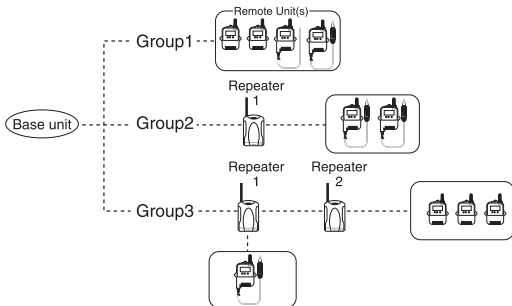 Remote Unit(s)
Group1
Repeater
1
Base unit
Group2
Repeater
1
Repeater
2
Group3